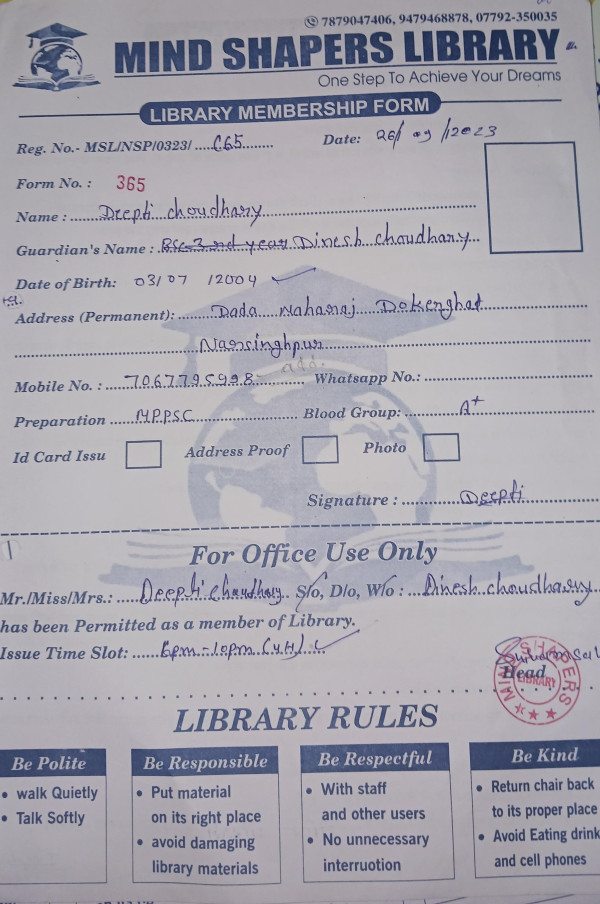 7879047406, 9479468878, 07792-350035
MIND SHAPERS LIBRARY
One Step To Achieve Your Dreams
LIBRARY MEMBERSHIP FORM
Reg. No.- MSL/NSP/0323/.....C65........ Date: 26/ 09 /2023
Form No. : 365
Name : Deepti choudhary
Guardian's Name : Bsc 2nd year Dinesh choudhary
Date of Birth: 03/07 /2004
Address (Permanent): Dada Maharaj Dokerghat
Narsinghpur
add.
Mobile No. : 7067795998 Whatsapp No.:
Preparation MPPSC Blood Group: A+
Id Card Issu Address Proof Photo
Signature : Deepti
For Office Use Only
Mr./Miss/Mrs.: Deepti Choudhary S/o, D/o, W/o : Dinesh choudhary
has been Permitted as a member of Library.
Issue Time Slot: 6pm - 10pm (4H)
Head
MIND SHAPERS
LIBRARY
LIBRARY RULES
Be Polite
• walk Quietly
• Talk Softly
Be Responsible
• Put material
on its right place
• avoid damaging
library materials
Be Respectful
• With staff
and other users
• No unnecessary
interruotion
Be Kind
• Return chair back
to its proper place
• Avoid Eating drink
and cell phones